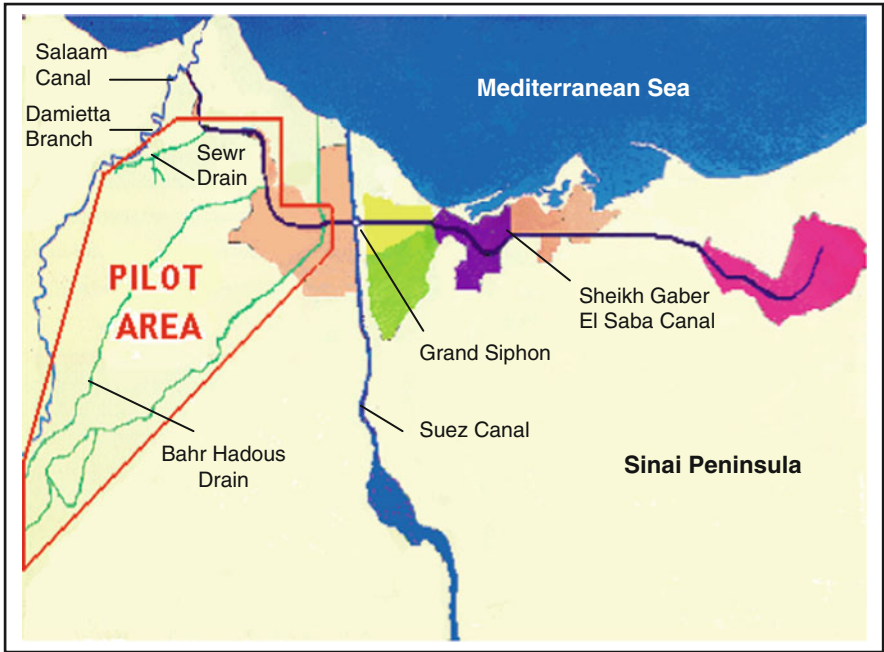 Salaam
Canal
Mediterranean Sea
Damietta
Branch
Sewr
Drain
PILOT
AREA
Sheikh Gaber
El Saba Canal
Grand Siphon
Suez Canal
Bahr Hadous
Drain
Sinai Peninsula